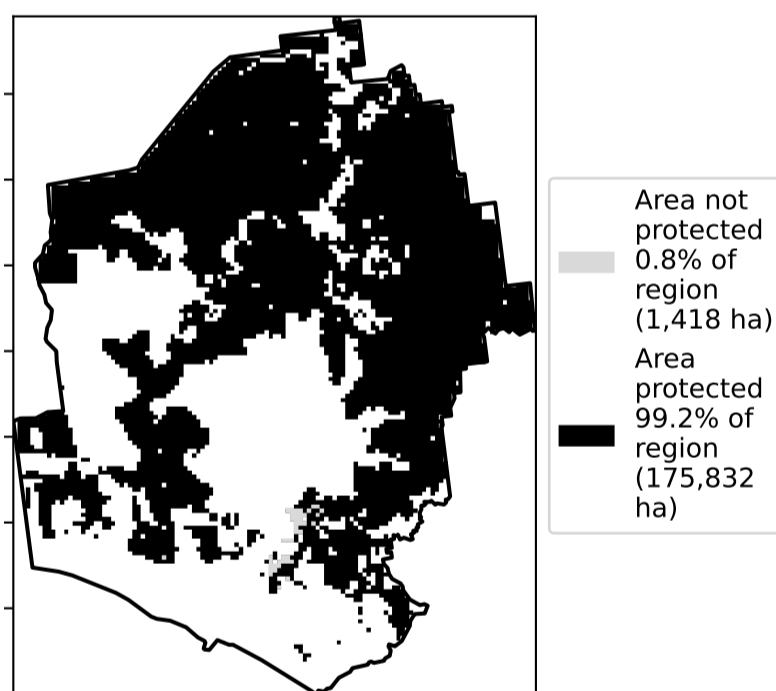 Area not
protected
0.8% of
region
(1,418 ha)
Area
protected
99.2% of
region
(175,832
ha)